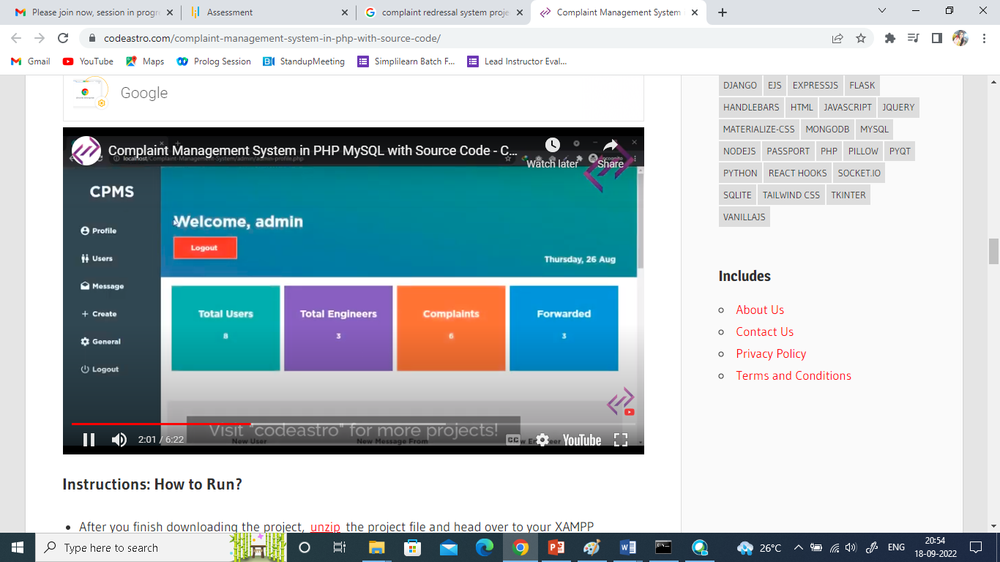 Please join now, session in progr
Assessment
complaint redressal system proje
Complaint Management System i
codeastro.com/complaint-management-system-in-php-with-source-code/
Gmail
YouTube
Maps
Prolog Session
StandupMeeting
Simplilearn Batch F...
Lead Instructor Eval...
Google
Complaint Management System in PHP MySQL with Source Code - C...
Watch later
Share
localhost/Complaint-Management-System/admin/admin-profile.php
Incognito
CPMS
Profile
Users
Message
Create
General
Logout
Welcome, admin
Logout
Thursday, 26 Aug
Total Users
8
Total Engineers
3
Complaints
6
Forwarded
3
Visit "codeastro" for more projects!
New User
New Message From
New Engineer
2:01 / 6:22
CC
YouTube
Instructions: How to Run?
After you finish downloading the project, unzip the project file and head over to your XAMPP
DJANGO EJS EXPRESSJS FLASK
HANDLEBARS HTML JAVASCRIPT JQUERY
MATERIALIZE-CSS MONGODB MYSQL
NODEJS PASSPORT PHP PILLOW PYQT
PYTHON REACT HOOKS SOCKET.IO
SQLITE TAILWIND CSS TKINTER
VANILLAJS
Includes
About Us
Contact Us
Privacy Policy
Terms and Conditions
Type here to search
26°C
ENG
20:54
18-09-2022